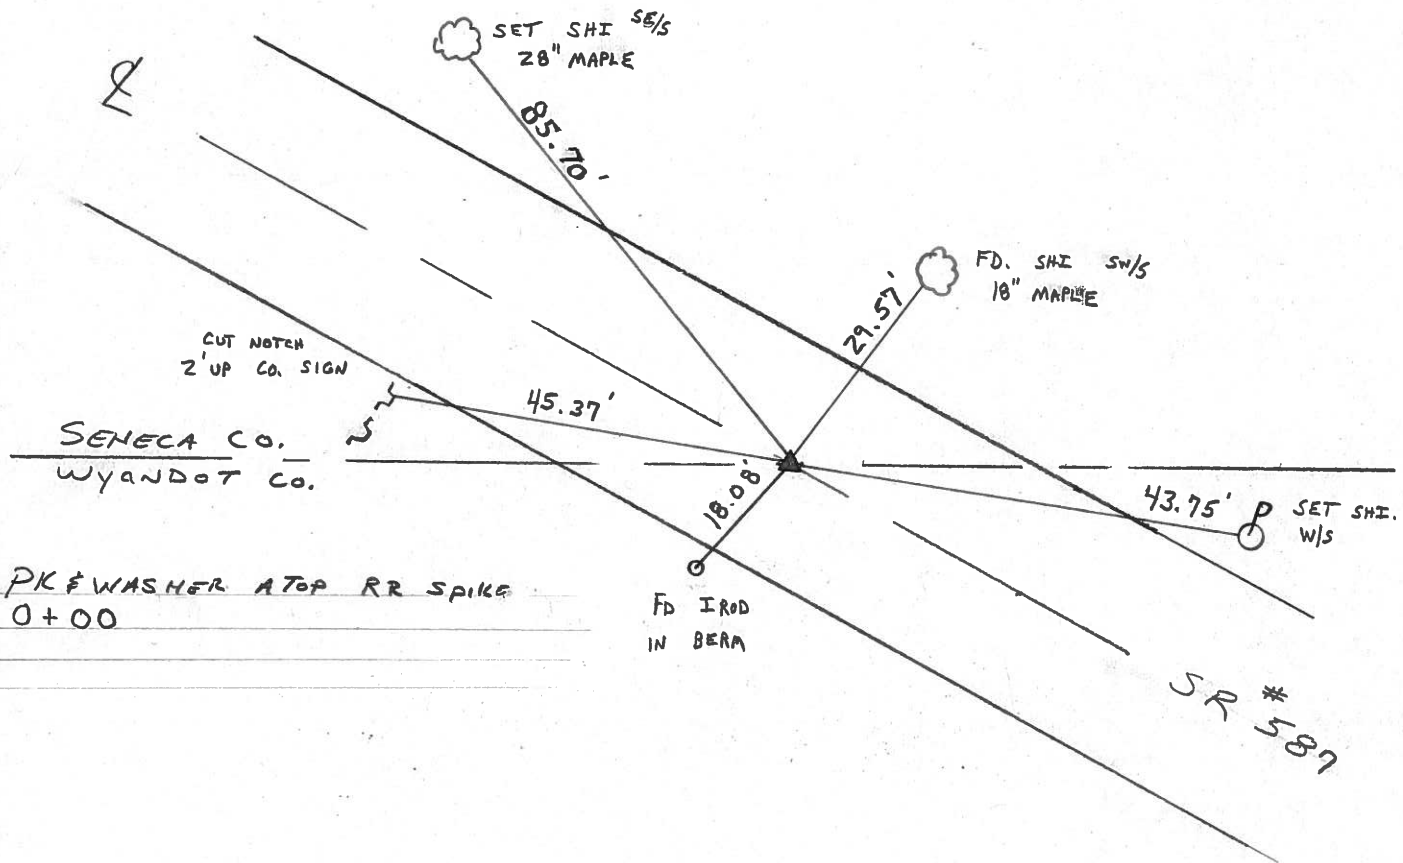 SET SHI SE/S
28" MAPLE
℄
85.70'
FD. SHI SW/S
18" MAPLE
29.57'
CUT NOTCH
2' UP CO. SIGN
45.37'
SENECA CO.
WYANDOT CO.
18.08'
43.75'
P
SET SHI.
W/S
PK & WASHER ATOP RR SPIKE
0+00
FD IROD
IN BERM
SR # 587